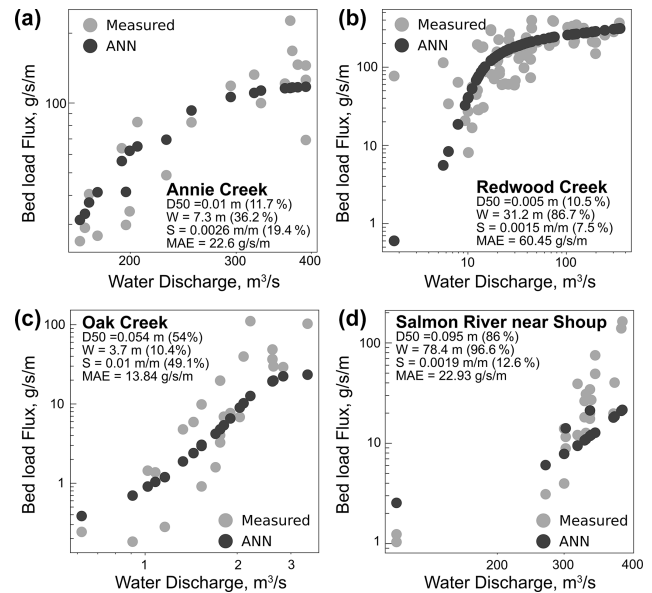 (a)
Measured
ANN
Bed load Flux, g/s/m
100
Annie Creek
D50 =0.01 m (11.7 %)
W = 7.3 m (36.2 %)
S = 0.0026 m/m (19.4 %)
MAE = 22.6 g/s/m
200 300 400
Water Discharge, m³/s
(b)
Measured
ANN
Bed load Flux, g/s/m
100
10
1
Redwood Creek
D50 =0.005 m (10.5 %)
W = 31.2 m (86.7 %)
S = 0.0015 m/m (7.5 %)
MAE = 60.45 g/s/m
10 100
Water Discharge, m³/s
(c)
Oak Creek
D50 =0.054 m (54%)
W = 3.7 m (10.4%)
S = 0.01 m/m (49.1%)
MAE = 13.84 g/s/m
Bed load Flux, g/s/m
100
10
1
Measured
ANN
1 2 3
Water Discharge, m³/s
(d)
Salmon River near Shoup
D50 =0.095 m (86 %)
W = 78.4 m (96.6 %)
S = 0.0019 m/m (12.6 %)
MAE = 22.93 g/s/m
Bed load Flux, g/s/m
100
10
1
Measured
ANN
200 300 400
Water Discharge, m³/s